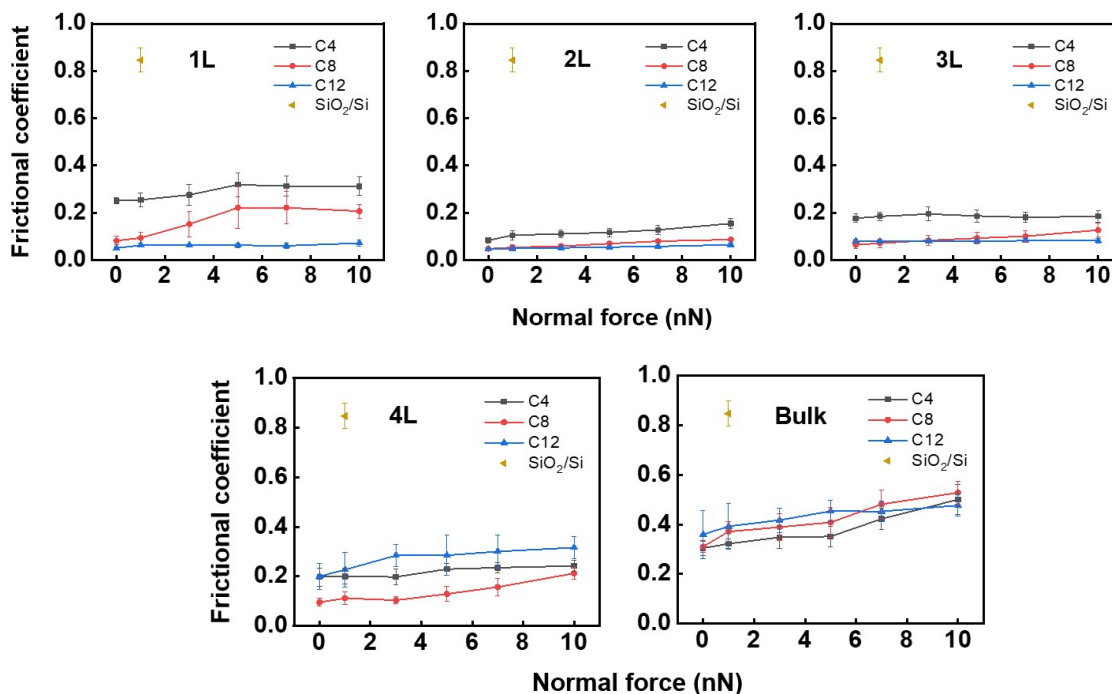 Frictional coefficient
1.0
0.8
0.6
0.4
0.2
0.0
0 2 4 6 8 10
1L
C4
C8
C12
SiO₂/Si
1.0
0.8
0.6
0.4
0.2
0.0
0 2 4 6 8 10
2L
C4
C8
C12
SiO₂/Si
1.0
0.8
0.6
0.4
0.2
0.0
0 2 4 6 8 10
3L
C4
C8
C12
SiO₂/Si
Normal force (nN)
Frictional coefficient
1.0
0.8
0.6
0.4
0.2
0.0
0 2 4 6 8 10
4L
C4
C8
C12
SiO₂/Si
1.0
0.8
0.6
0.4
0.2
0.0
0 2 4 6 8 10
Bulk
C4
C8
C12
SiO₂/Si
Normal force (nN)